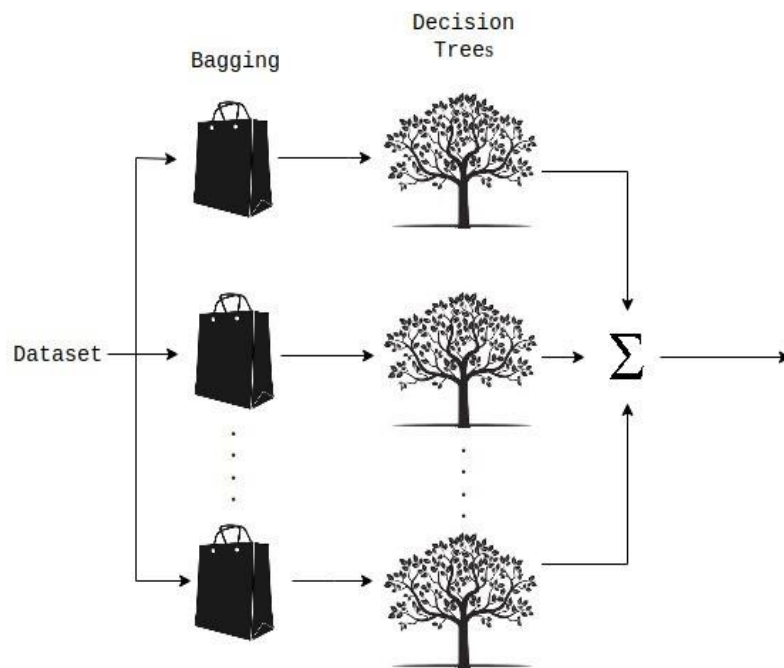 Decision
Trees
Bagging
Dataset
Σ